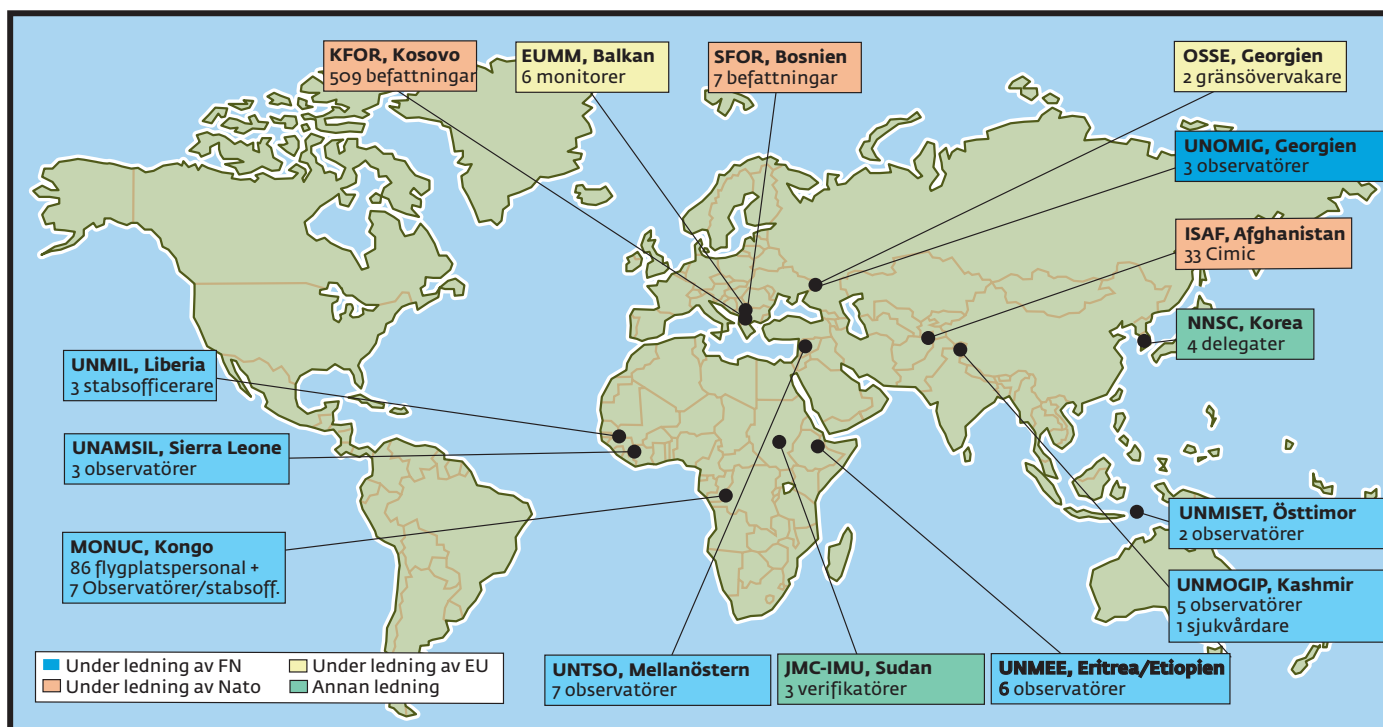 KFOR, Kosovo
509 befattningar
EUMM, Balkan
6 monitorer
SFOR, Bosnien
7 befattningar
OSSE, Georgien
2 gränsövervakare
UNOMIG, Georgien
3 observatörer
ISAF, Afghanistan
33 Cimic
NNSC, Korea
4 delegater
UNMIL, Liberia
3 stabsofficerare
UNAMSIL, Sierra Leone
3 observatörer
MONUC, Kongo
86 flygplatspersonal +
7 Observatörer/stabsoff.
UNMISET, Östtimor
2 observatörer
UNMOGIP, Kashmir
5 observatörer
1 sjukvårdare
UNTSO, Mellanöstern
7 observatörer
JMC-IMU, Sudan
3 verifikatörer
UNMEE, Eritrea/Etiopien
6 observatörer
Under ledning av FN
Under ledning av EU
Under ledning av Nato
Annan ledning